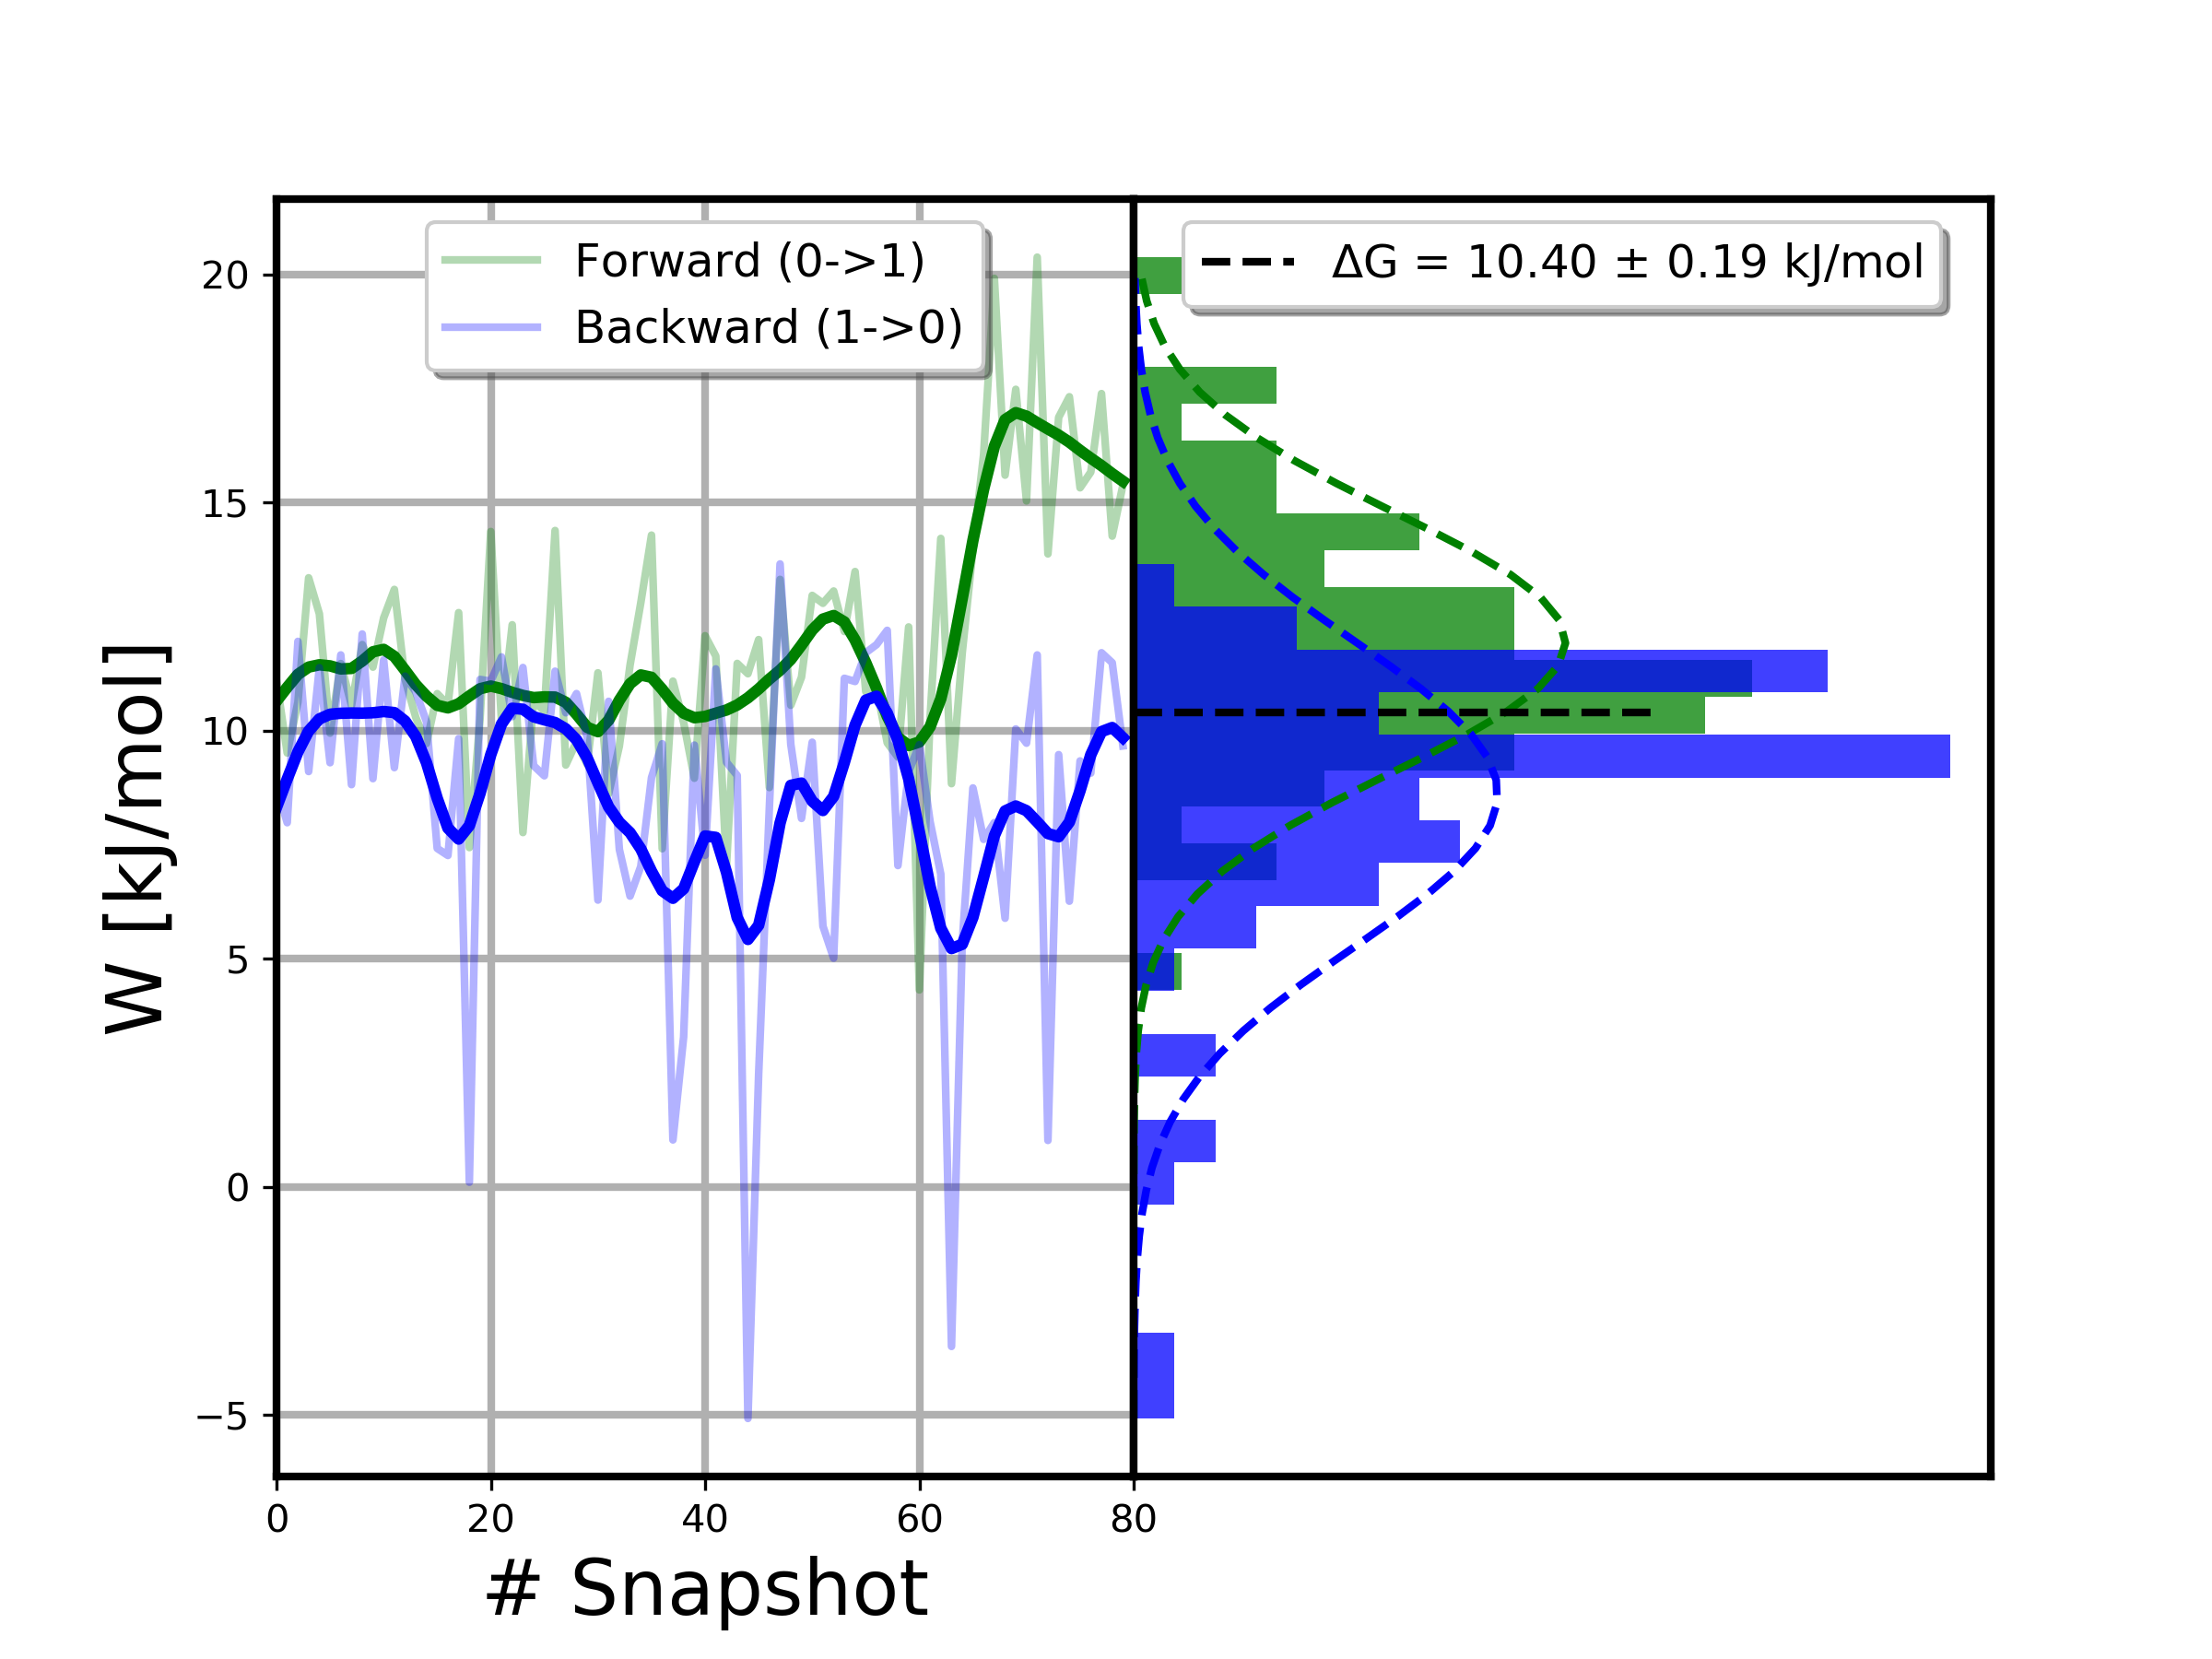 Forward (0->1)
Backward (1->0)
ΔG = 10.40 ± 0.19 kJ/mol
20
15
10
5
0
−5
W [kJ/mol]
0 20 40 60 80
# Snapshot